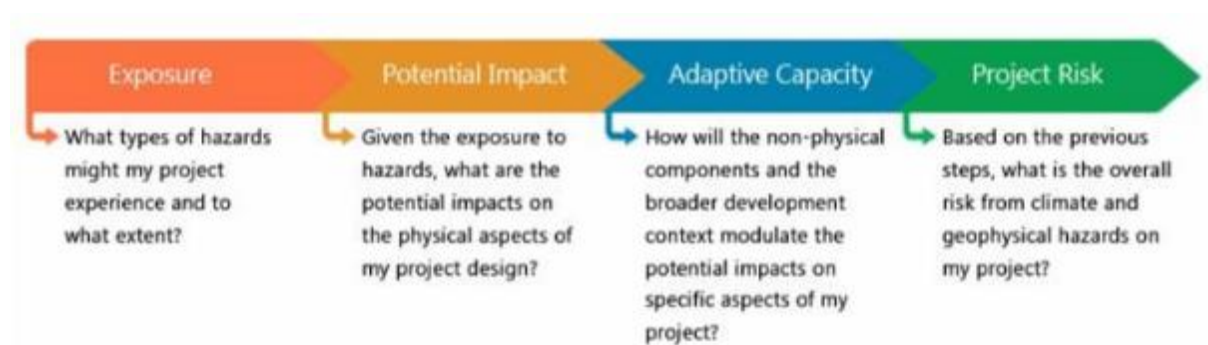 Exposure
What types of hazards
might my project
experience and to
what extent?
Potential Impact
Given the exposure to
hazards, what are the
potential impacts on
the physical aspects of
my project design?
Adaptive Capacity
How will the non-physical
components and the
broader development
context modulate the
potential impacts on
specific aspects of my
project?
Project Risk
Based on the previous
steps, what is the overall
risk from climate and
geophysical hazards on
my project?